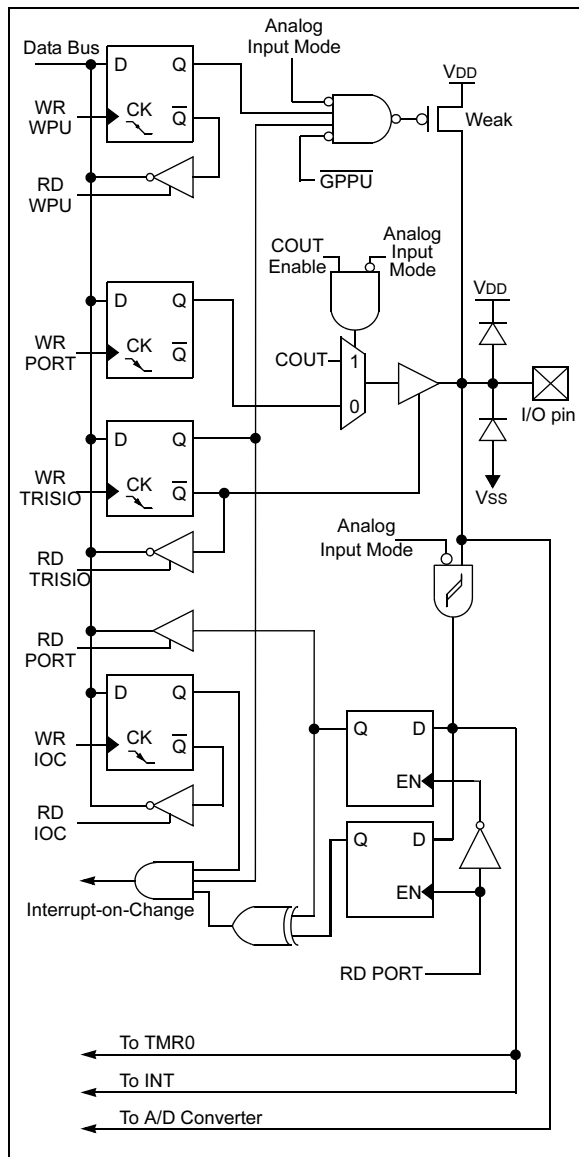 Analog
Input Mode
Data Bus
D
Q
VDD
WR
WPU
CK
Q
Weak
RD
WPU
GPPU
COUT
Enable
Analog
Input
Mode
VDD
D
Q
WR
PORT
CK
Q
COUT
1
0
I/O pin
D
Q
WR
TRISIO
CK
Q
VSS
Analog
Input Mode
RD
TRISIO
RD
PORT
D
Q
WR
IOC
CK
Q
Q
D
EN
RD
IOC
Q
D
EN
Interrupt-on-Change
RD PORT
To TMR0
To INT
To A/D Converter